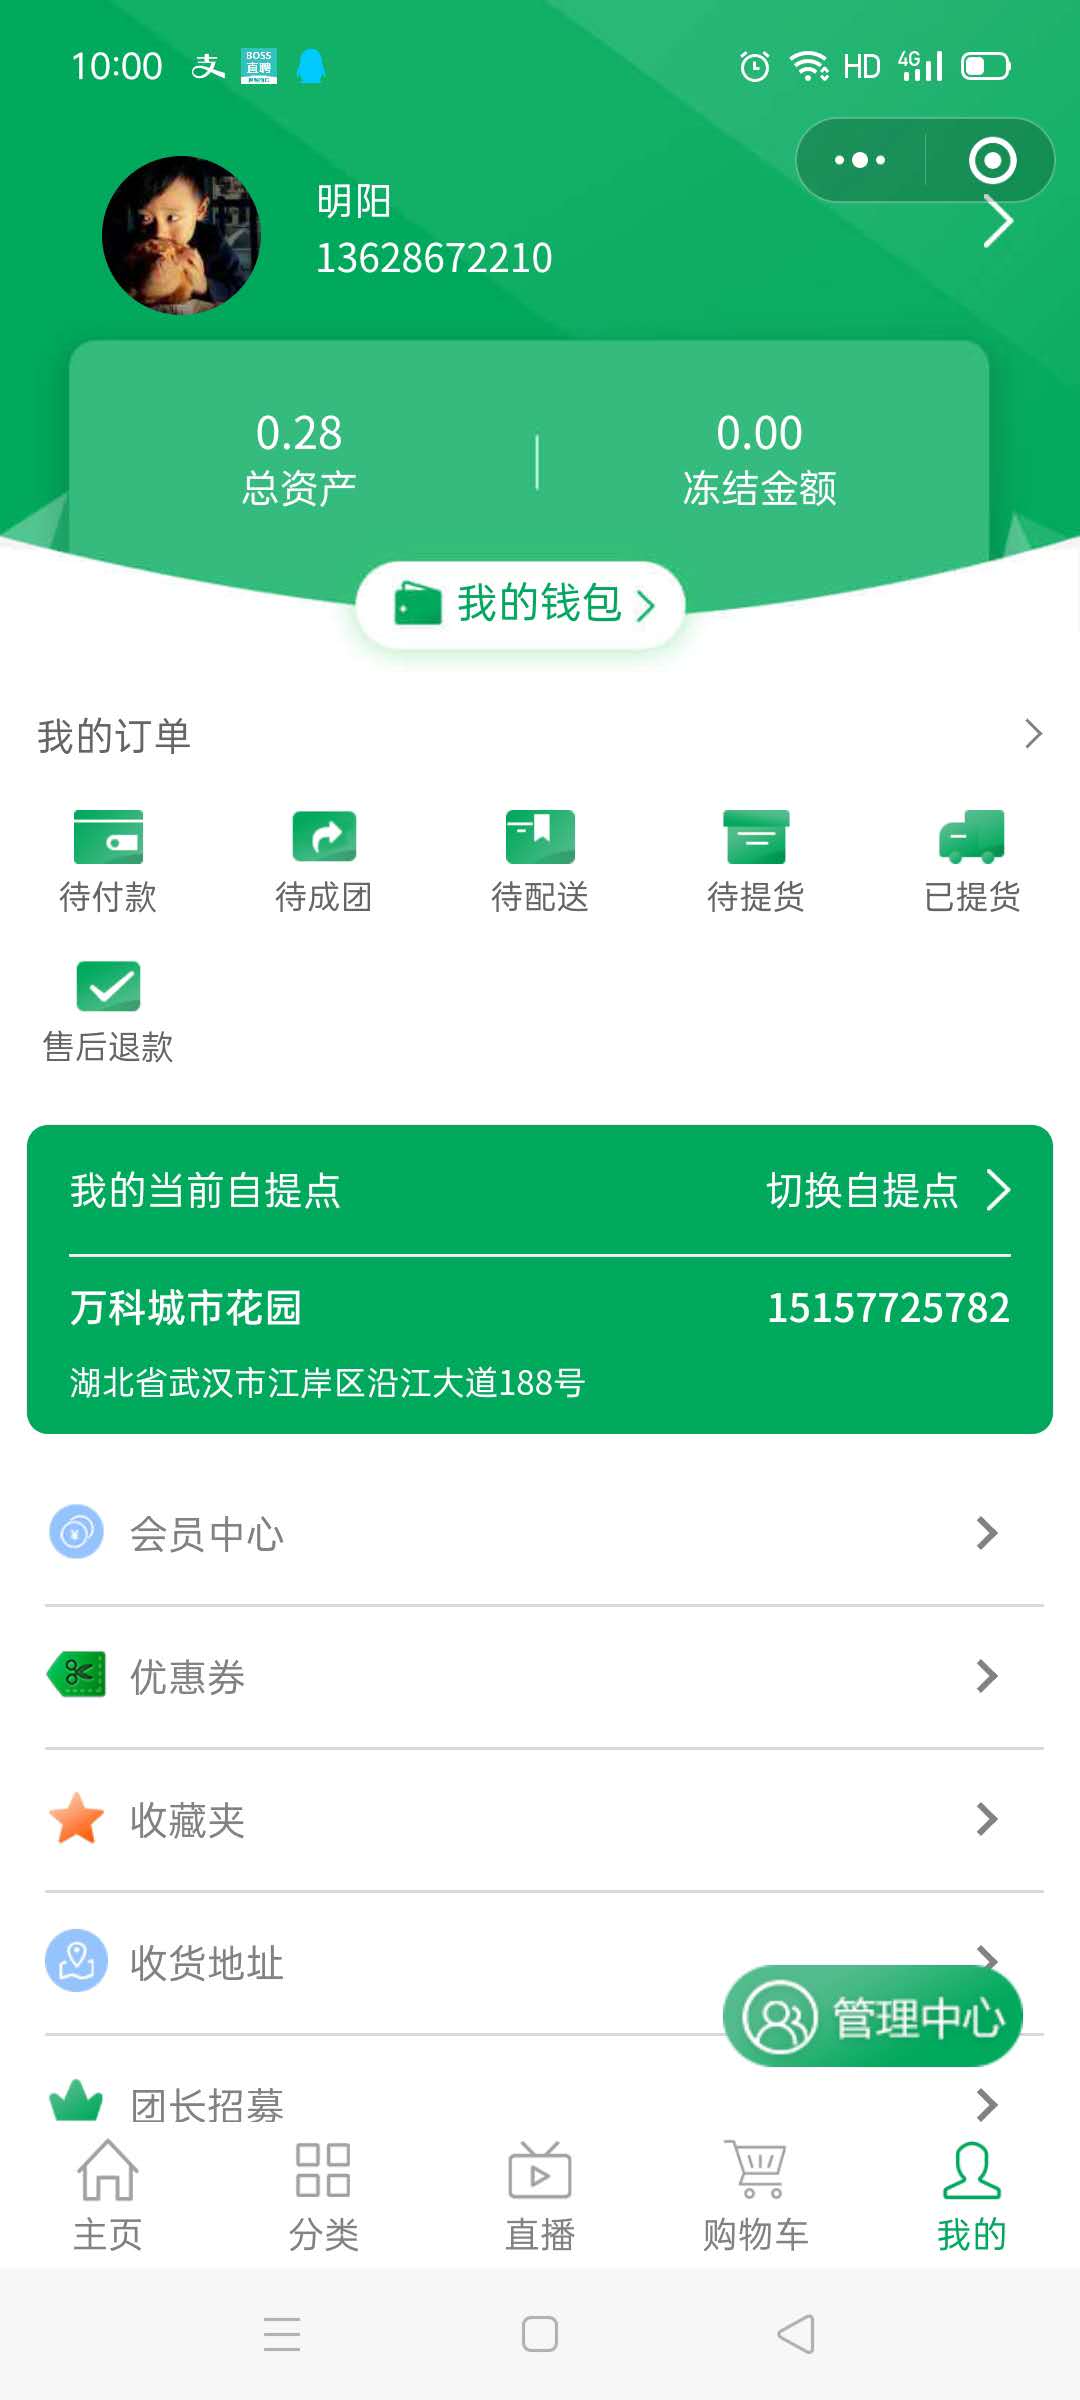 10:00
BOSS
直聘
HD
4G
明阳
13628672210
0.28
0.00
总资产
冻结金额
我的钱包
我的订单
待付款
待成团
待配送
待提货
已提货
售后退款
我的当前自提点
切换自提点
万科城市花园
15157725782
湖北省武汉市江岸区沿江大道188号
会员中心
优惠券
收藏夹
收货地址
管理中心
团长招募
主页
分类
直播
购物车
我的